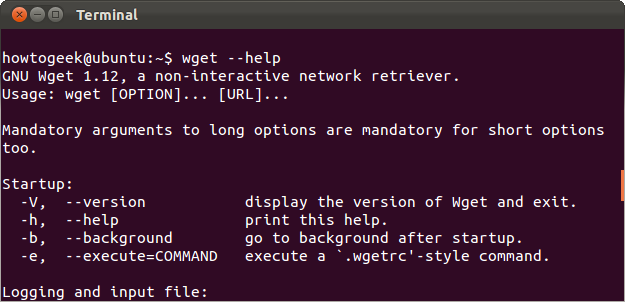 Terminal
howtogeek@ubuntu:~$ wget --help
GNU Wget 1.12, a non-interactive network retriever.
Usage: wget [OPTION]... [URL]...
Mandatory arguments to long options are mandatory for short options
too.
Startup:
  -V,  --version           display the version of Wget and exit.
  -h,  --help              print this help.
  -b,  --background        go to background after startup.
  -e,  --execute=COMMAND   execute a `.wgetrc'-style command.
Logging and input file: